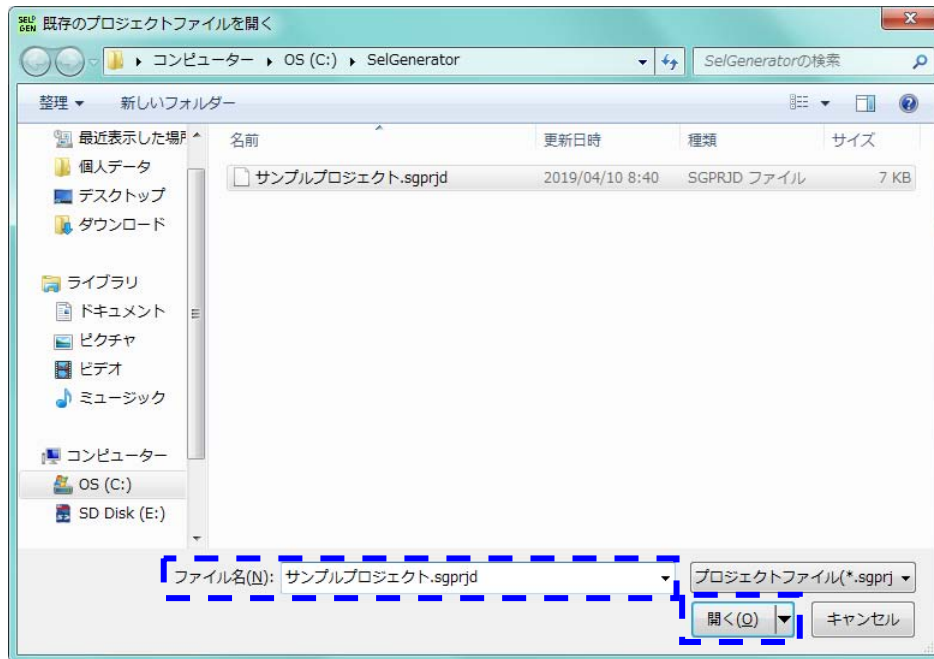 SELP GEN 既存のプロジェクトファイルを開く
コンピューター OS (C:) SelGenerator SelGeneratorの検索
整理 新しいフォルダー
最近表示した場所
個人データ
デスクトップ
ダウンロード
ライブラリ
ドキュメント
ピクチャ
ビデオ
ミュージック
コンピューター
OS (C:)
SD Disk (E:)
名前 更新日時 種類 サイズ
サンプルプロジェクト.sgprjd 2019/04/10 8:40 SGPRJD ファイル 7 KB
ファイル名(N): サンプルプロジェクト.sgprjd プロジェクトファイル(*.sgprj
開く(O) キャンセル